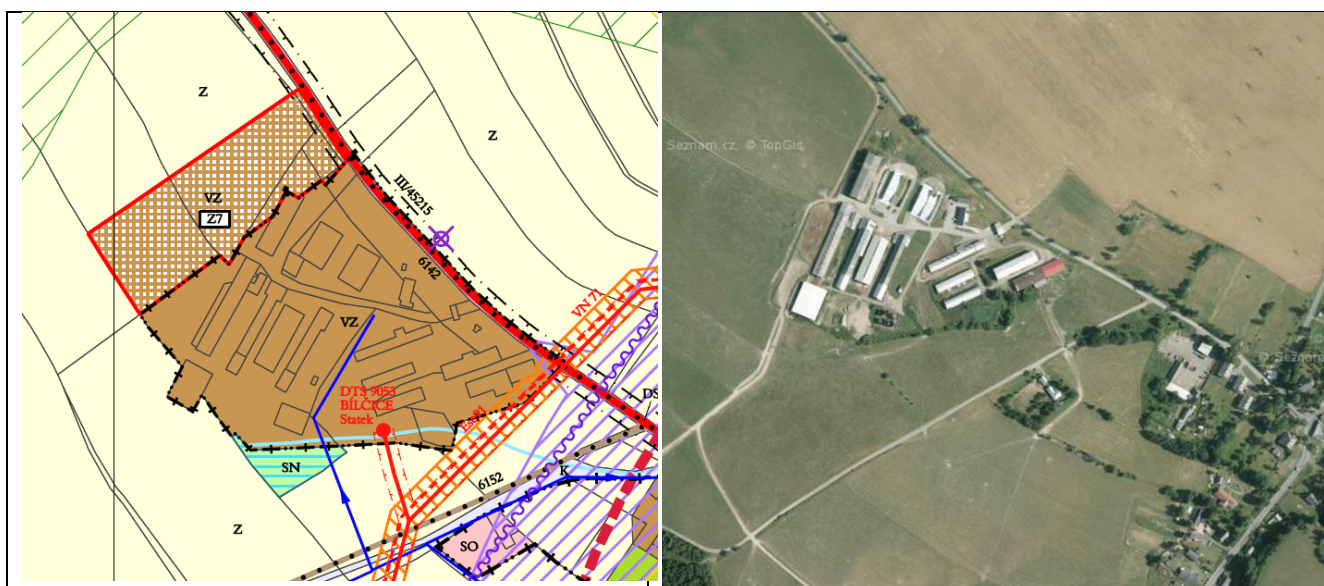 Z
Z
VZ
Z7
III/45215
6142
VN 71
VZ
DTS 9053
BÍLČICE
Statek
DS
SN
6152
K
Z
SO
Seznam.cz, © TopGis
©
© Seznam